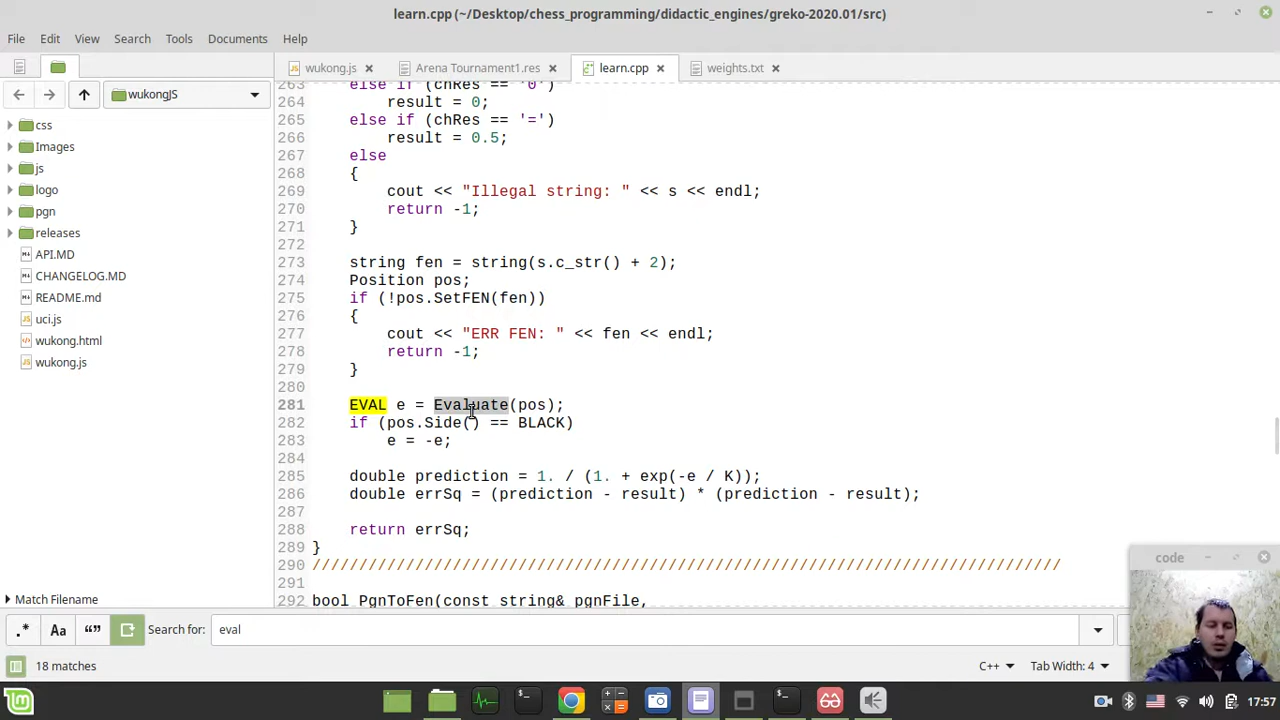 learn.cpp (~/Desktop/chess_programming/didactic_engines/greko-2020.01/src)
File Edit View Search Tools Documents Help
wukong.js
Arena Tournament1.res
learn.cpp
weights.txt
wukongJS
css
Images
js
logo
pgn
releases
API.MD
CHANGELOG.MD
README.md
uci.js
wukong.html
wukong.js
Match Filename
263 else if (chRes == '0')
264 result = 0;
265 else if (chRes == '=')
266 result = 0.5;
267 else
268 {
269 cout << "Illegal string: " << s << endl;
270 return -1;
271 }
272
273 string fen = string(s.c_str() + 2);
274 Position pos;
275 if (!pos.SetFEN(fen))
276 {
277 cout << "ERR FEN: " << fen << endl;
278 return -1;
279 }
280
281 EVAL e = Evaluate(pos);
282 if (pos.Side() == BLACK)
283 e = -e;
284
285 double prediction = 1. / (1. + exp(-e / K));
286 double errSq = (prediction - result) * (prediction - result);
287
288 return errSq;
289 }
290 ////////////////////////////////////////////////////////////////////////////////
291
292 bool PgnToFen(const string& pgnFile,
code
.* Aa “” Search for: eval
18 matches
C++ Tab Width: 4
17:57